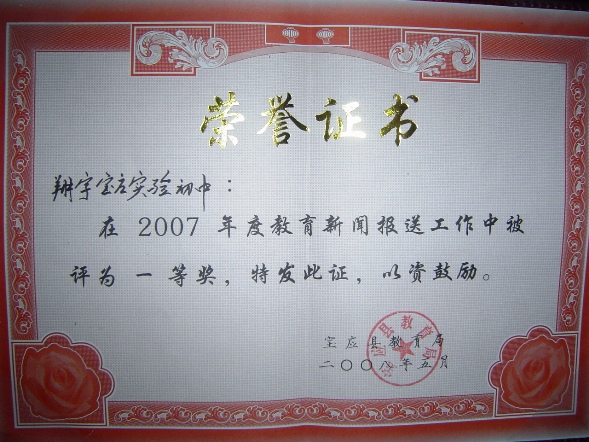 荣誉证书
翔宇宝应实验初中：
在 2007 年度教育新闻报送工作中被
评为 一等奖，特发此证，以资鼓励。
宝应县教育局
二〇〇八年五月